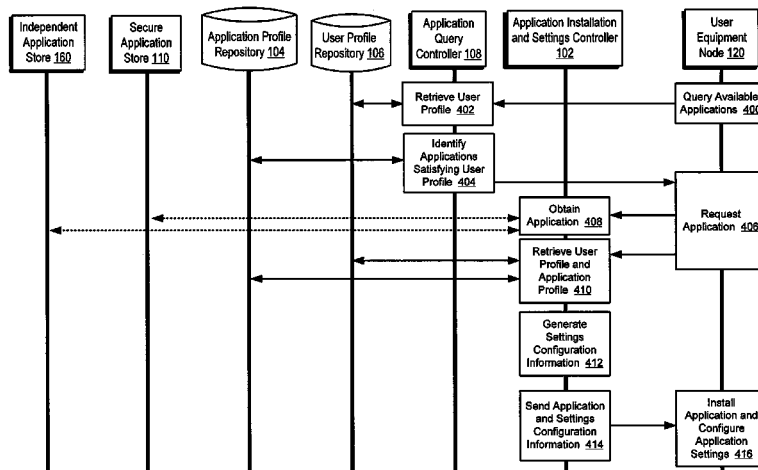 Independent
Application
Store 160
Secure
Application
Store 110
Application Profile
Repository 104
User Profile
Repository 106
Application
Query
Controller 108
Application Installation
and Settings Controller
102
User
Equipment
Node 120
Retrieve User
Profile 402
Query Available
Applications 400
Identify
Applications
Satisfying User
Profile 404
Obtain
Application 408
Request
Application 406
Retrieve User
Profile and
Application
Profile 410
Generate
Settings
Configuration
Information 412
Send Application
and Settings
Configuration
Information 414
Install
Application and
Configure
Application
Settings 416